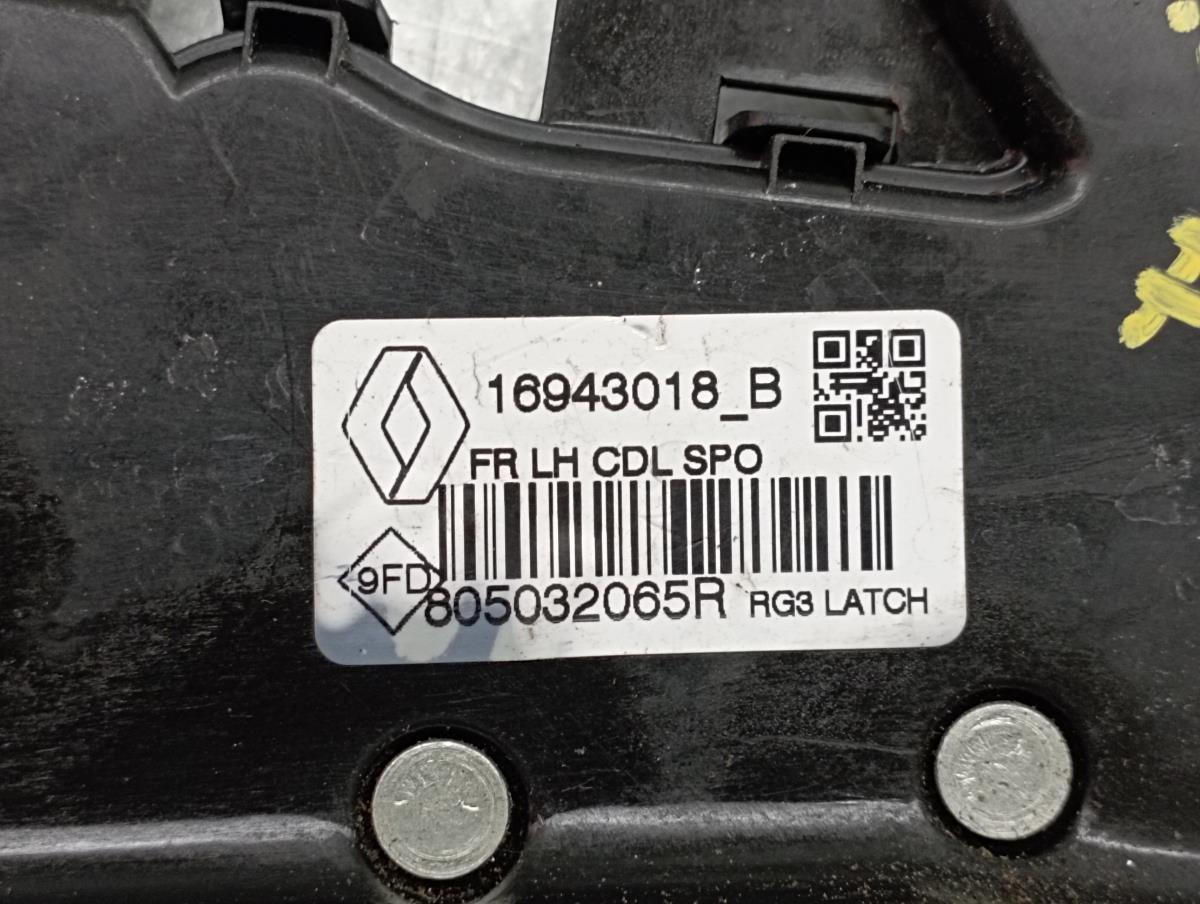 16943018_B
FR LH CDL SPO
9FD
805032065R RG3 LATCH